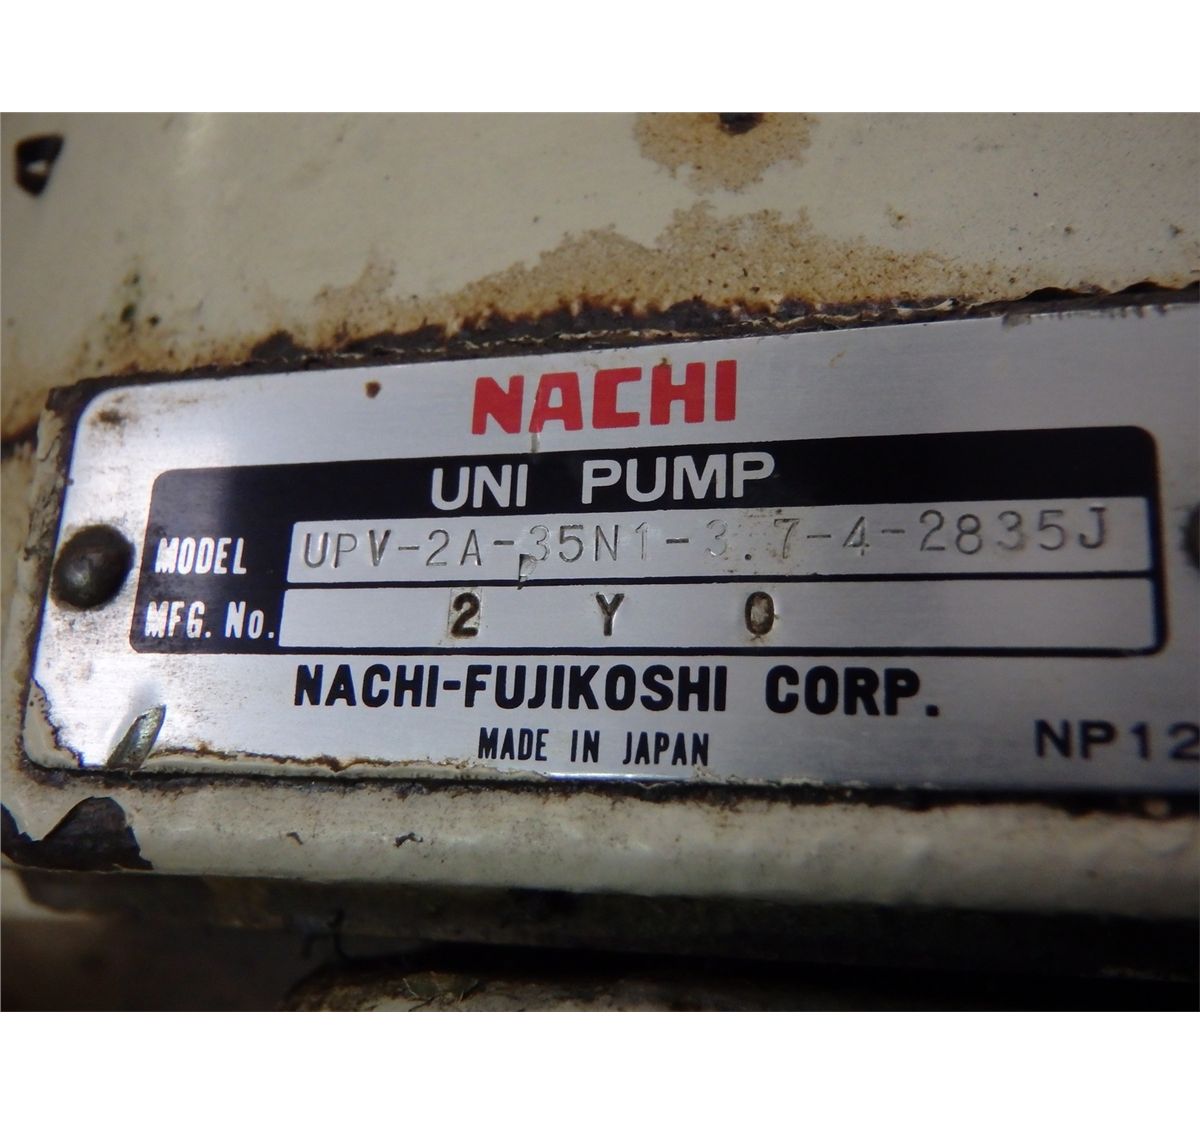 NACHI
UNI PUMP
MODEL UPV-2A-35N1-3.7-4-2835J
MFG. No. 2 Y 0
NACHI-FUJIKOSHI CORP.
MADE IN JAPAN
NP12